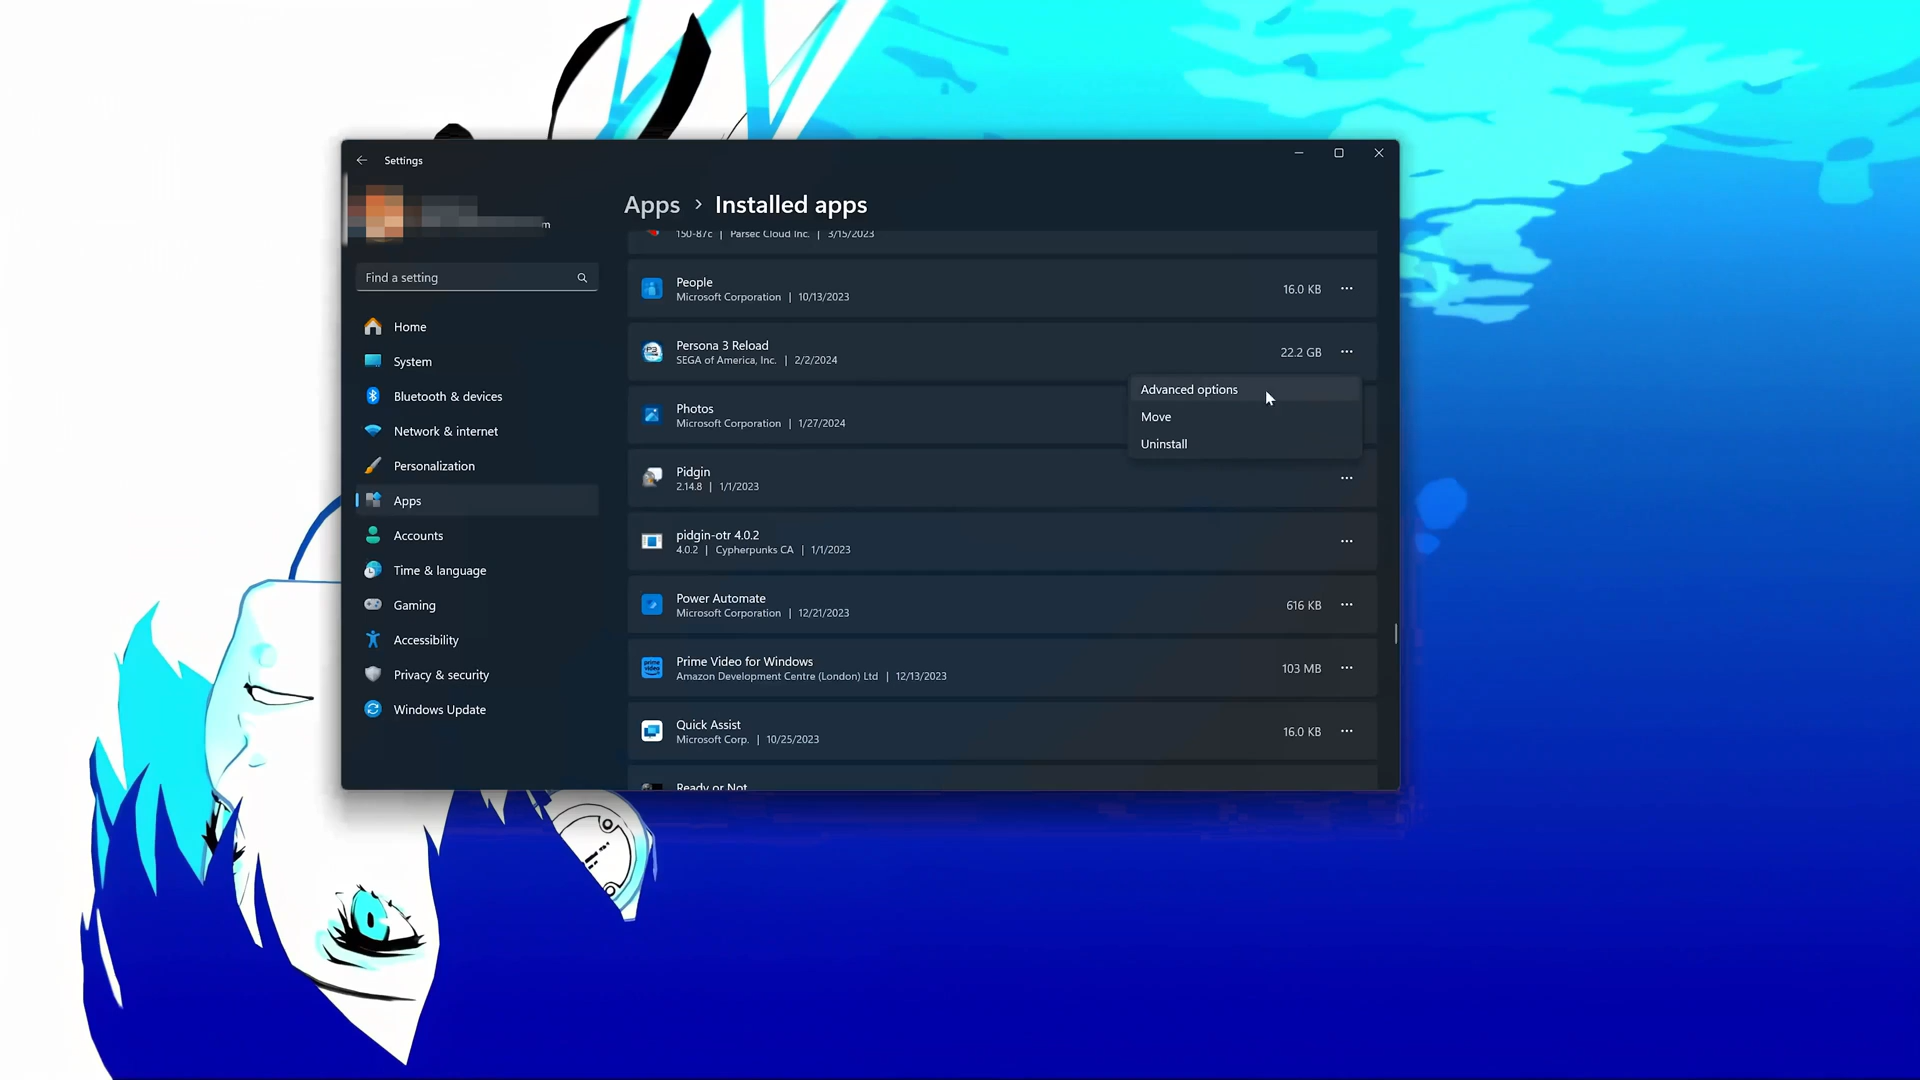 Settings
m
Find a setting
Home
System
Bluetooth & devices
Network & internet
Personalization
Apps
Accounts
Time & language
Gaming
Accessibility
Privacy & security
Windows Update
Apps > Installed apps
150-87c | Parsec Cloud Inc. | 3/15/2023
People
Microsoft Corporation | 10/13/2023
16.0 KB
Persona 3 Reload
SEGA of America, Inc. | 2/2/2024
22.2 GB
Advanced options
Move
Uninstall
Photos
Microsoft Corporation | 1/27/2024
Pidgin
2.14.8 | 1/1/2023
pidgin-otr 4.0.2
4.0.2 | Cypherpunks CA | 1/1/2023
Power Automate
Microsoft Corporation | 12/21/2023
616 KB
prime video
Prime Video for Windows
Amazon Development Centre (London) Ltd | 12/13/2023
103 MB
Quick Assist
Microsoft Corp. | 10/25/2023
16.0 KB
Ready or Not